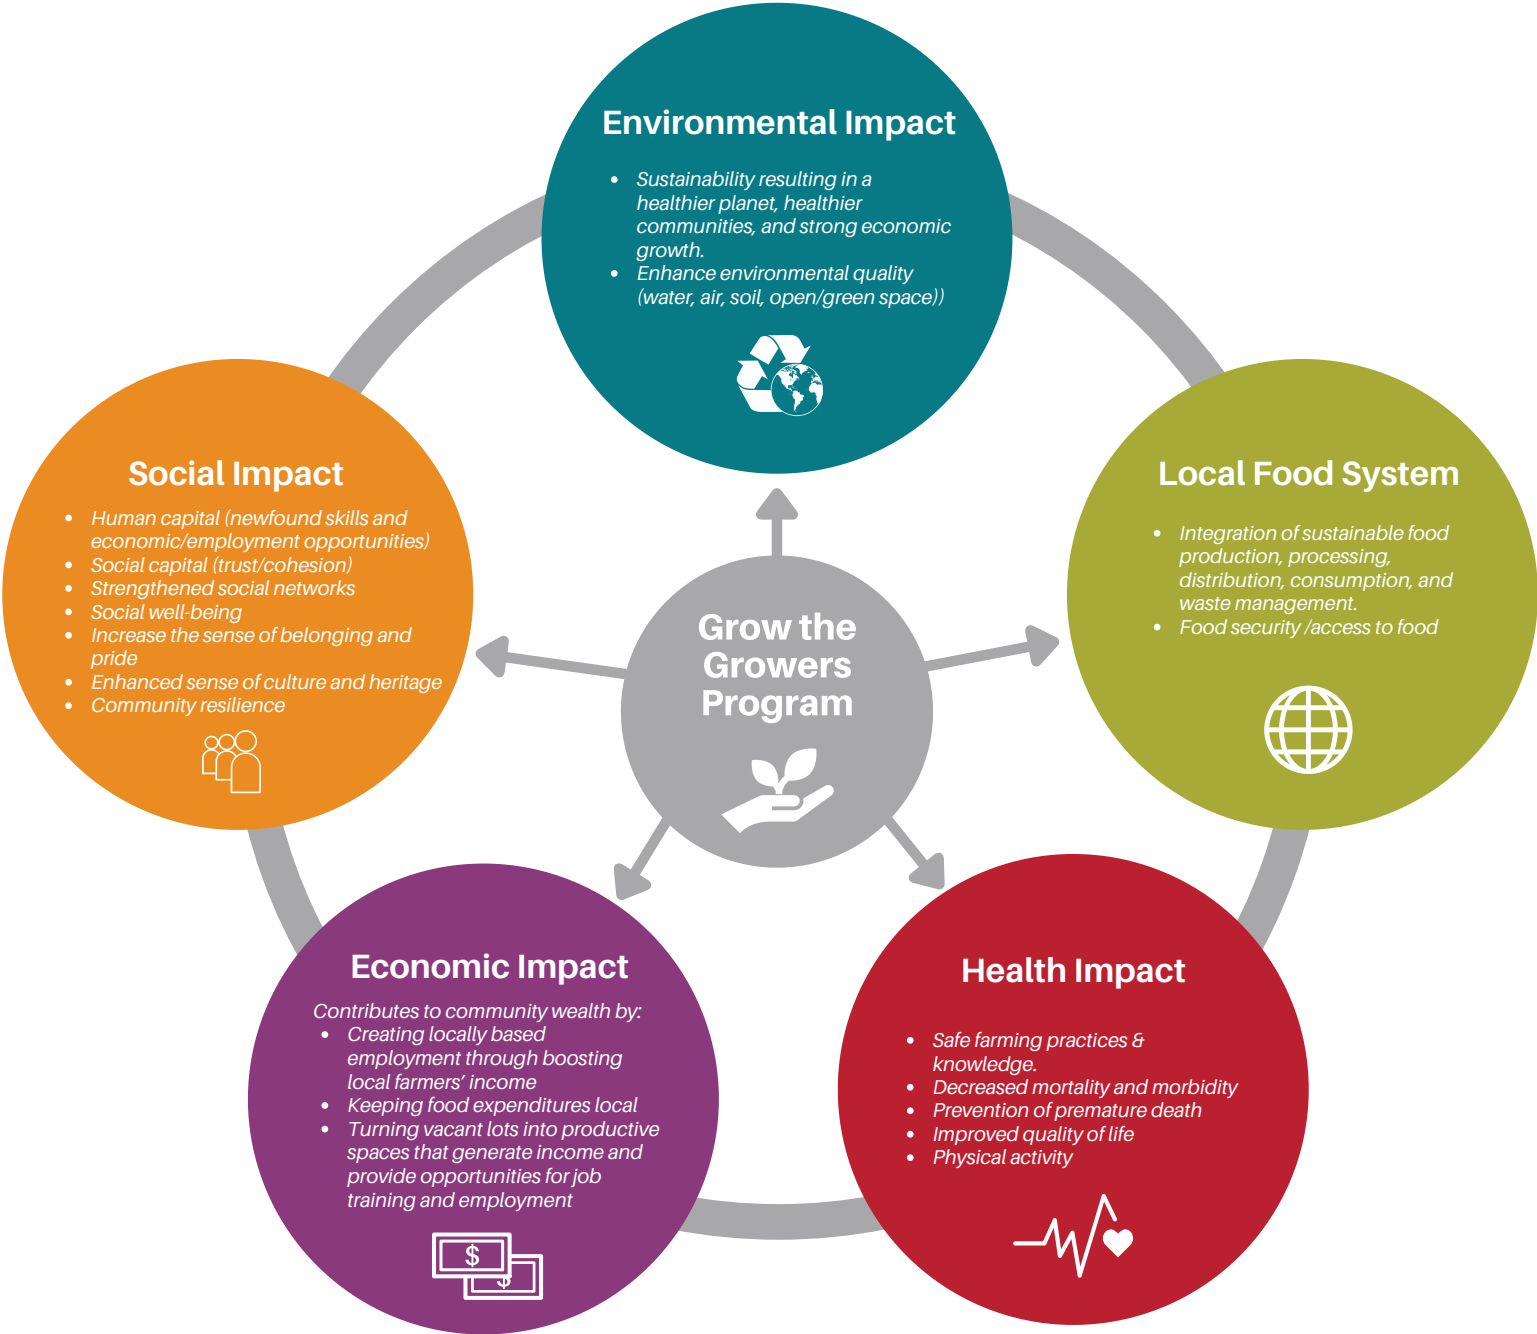 Environmental Impact
• Sustainability resulting in a
healthier planet, healthier
communities, and strong economic
growth.
• Enhance environmental quality
(water, air, soil, open/green space))
Social Impact
• Human capital (newfound skills and
economic/employment opportunities)
• Social capital (trust/cohesion)
• Strengthened social networks
• Social well-being
• Increase the sense of belonging and
pride
• Enhanced sense of culture and heritage
• Community resilience
Local Food System
• Integration of sustainable food
production, processing,
distribution, consumption, and
waste management.
• Food security /access to food
Grow the
Growers
Program
Economic Impact
Contributes to community wealth by:
• Creating locally based
employment through boosting
local farmers’ income
• Keeping food expenditures local
• Turning vacant lots into productive
spaces that generate income and
provide opportunities for job
training and employment
$
$
Health Impact
• Safe farming practices &
knowledge.
• Decreased mortality and morbidity
• Prevention of premature death
• Improved quality of life
• Physical activity